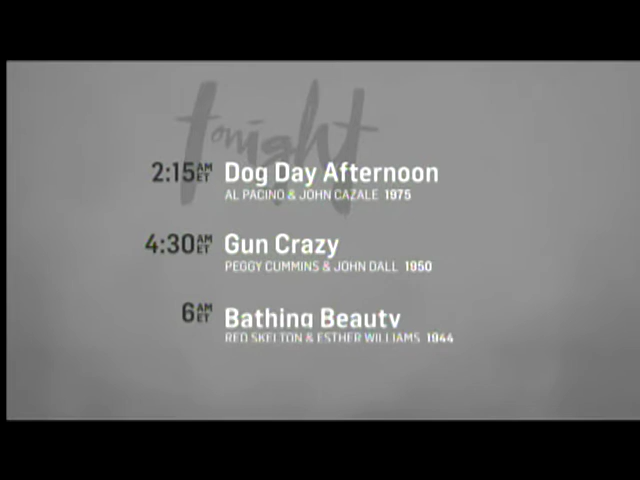 tonight
2:15 AM ET Dog Day Afternoon
AL PACINO & JOHN CAZALE 1975
4:30 AM ET Gun Crazy
PEGGY CUMMINS & JOHN DALL 1950
6 AM ET Bathing Beauty
RED SKELTON & ESTHER WILLIAMS 1944